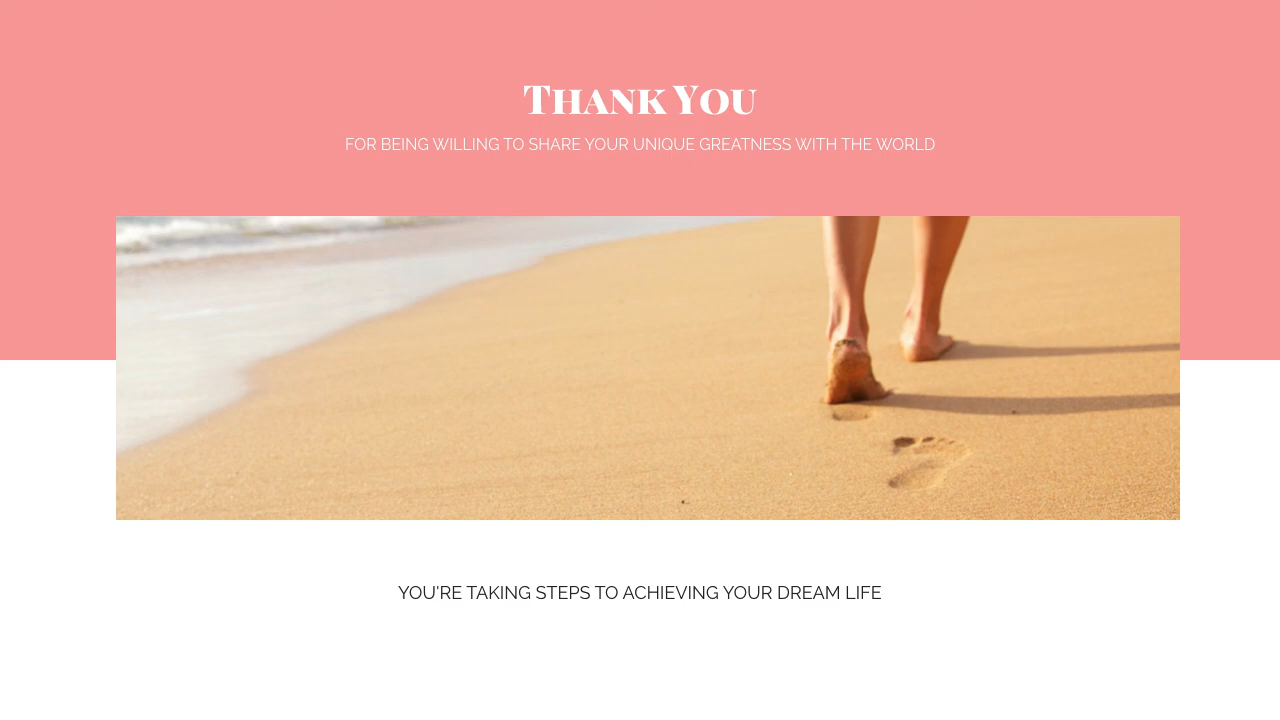 Thank You
FOR BEING WILLING TO SHARE YOUR UNIQUE GREATNESS WITH THE WORLD
YOU'RE TAKING STEPS TO ACHIEVING YOUR DREAM LIFE